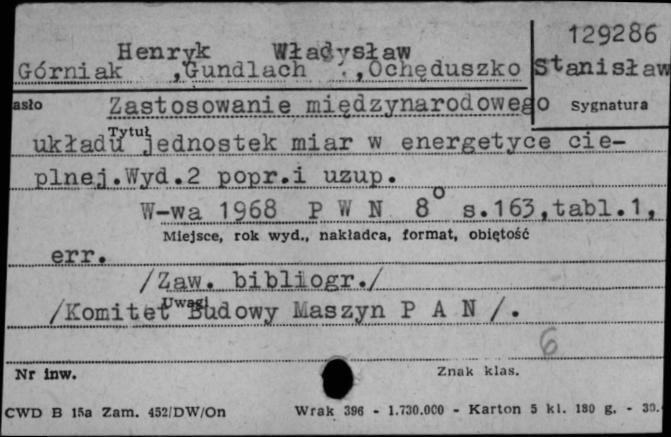 129286
Henryk Władysław
Górniak ,Gundlach ,Ochęduszko Stanisław
asło Zastosowanie międzynarodowego Sygnatura
Tytuł
układu jednostek miar w energetyce cie-
plnej.Wyd.2 popr.i uzup.
W-wa 1968 P W N 8° s.163,tabl.1,
Miejsce, rok wyd., nakładca, format, objętość
err.
/Zaw. bibliogr./
Uwagi
/Komitet Budowy Maszyn P A N /.
6
Nr inw. Znak klas.
CWD B 15a Zam. 452/DW/On Wrak 396 - 1.730.000 - Karton 5 kl. 180 g. - 30.